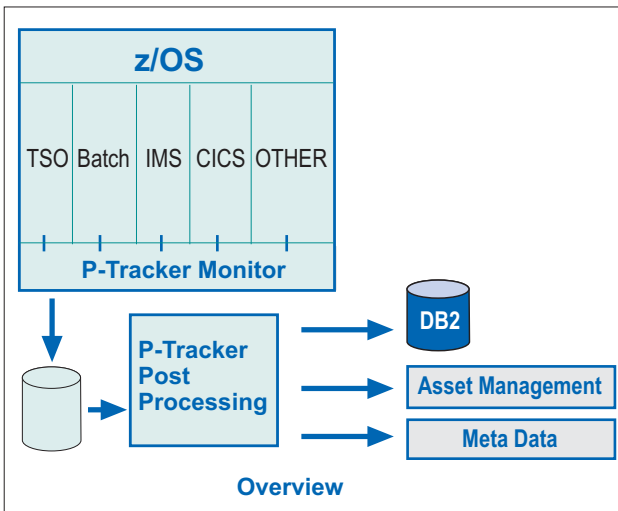 z/OS
TSO Batch IMS CICS OTHER
P-Tracker Monitor
P-Tracker
Post
Processing
DB2
Asset Management
Meta Data
Overview